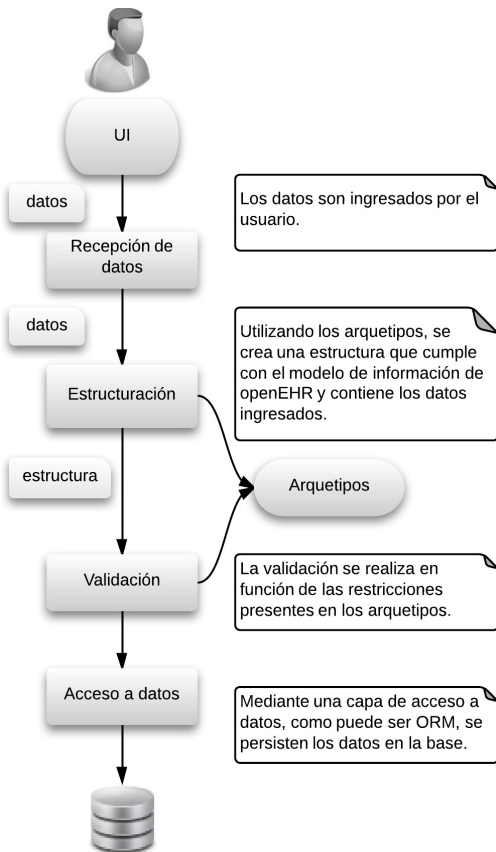 UI
datos
Los datos son ingresados por el
usuario.
Recepción de
datos
datos
Utilizando los arquetipos, se
crea una estructura que cumple
con el modelo de información de
openEHR y contiene los datos
ingresados.
Estructuración
estructura
Arquetipos
Validación
La validación se realiza en
función de las restricciones
presentes en los arquetipos.
Acceso a datos
Mediante una capa de acceso a
datos, como puede ser ORM, se
persisten los datos en la base.